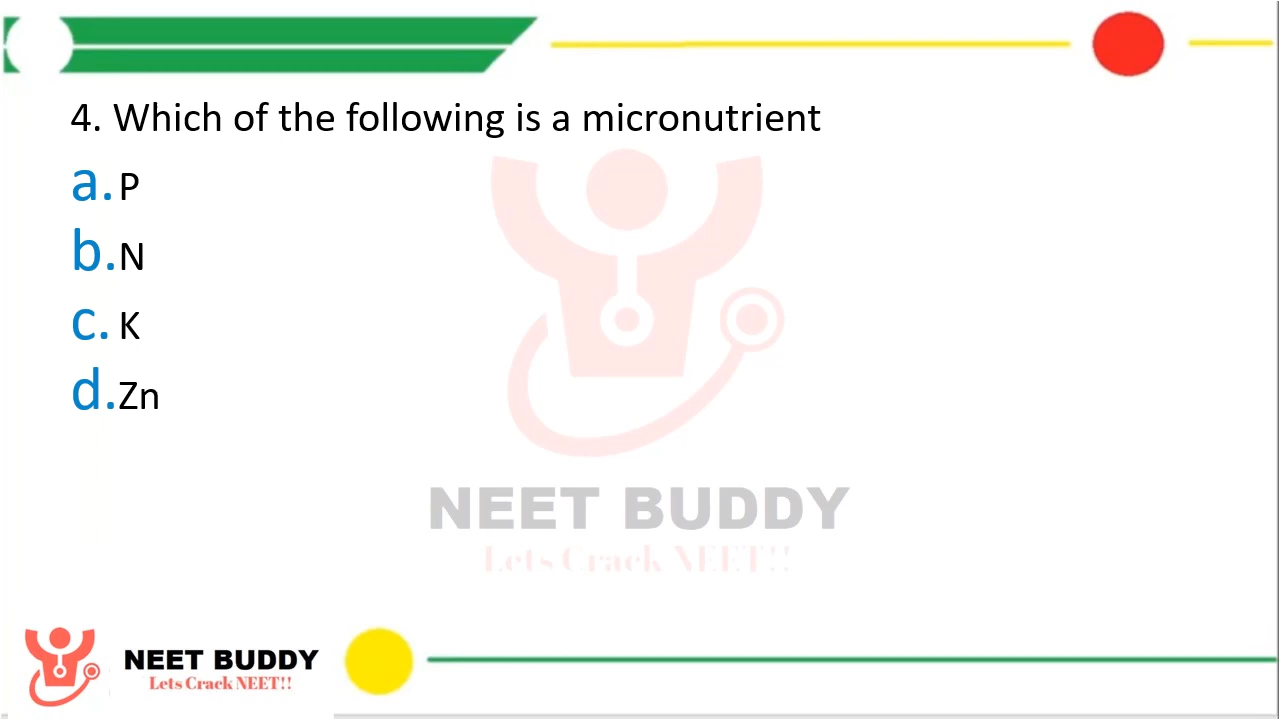 4. Which of the following is a micronutrient
a. P
b. N
c. K
d. Zn
NEET BUDDY
Lets Crack NEET!!
NEET BUDDY
Lets Crack NEET!!